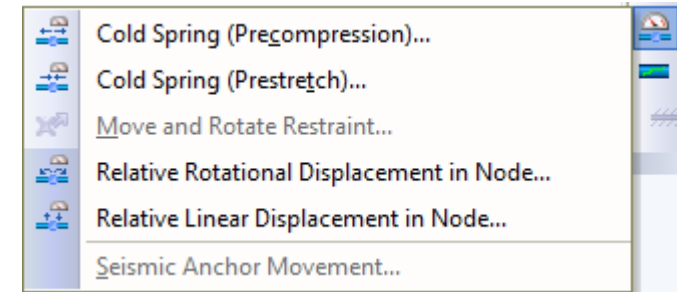 Cold Spring (Precompression)...
Cold Spring (Prestretch)...
Move and Rotate Restraint...
Relative Rotational Displacement in Node...
Relative Linear Displacement in Node...
Seismic Anchor Movement...